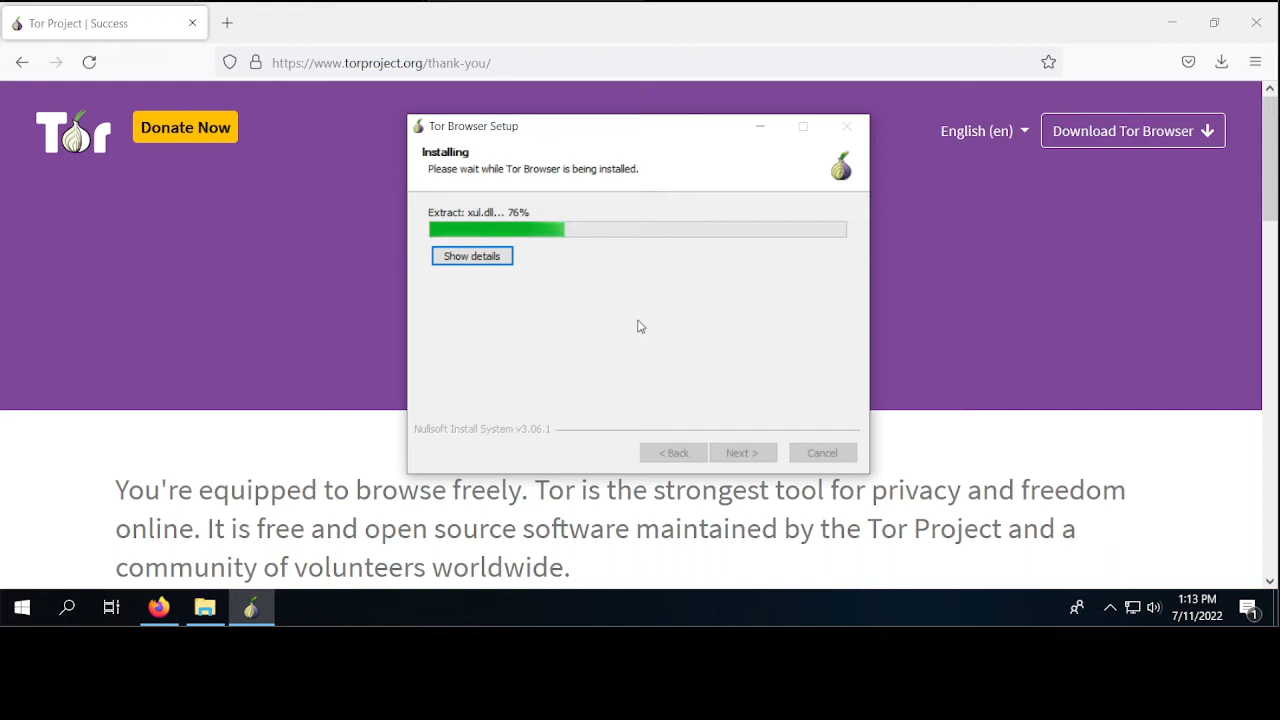 Tor Project | Success
https://www.torproject.org/thank-you/
Tor
Donate Now
English (en)
Download Tor Browser
Tor Browser Setup
Installing
Please wait while Tor Browser is being installed.
Extract: xul.dll... 76%
Show details
Nullsoft Install System v3.06.1
< Back
Next >
Cancel
You're equipped to browse freely. Tor is the strongest tool for privacy and freedom
online. It is free and open source software maintained by the Tor Project and a
community of volunteers worldwide.
1:13 PM
7/11/2022
1